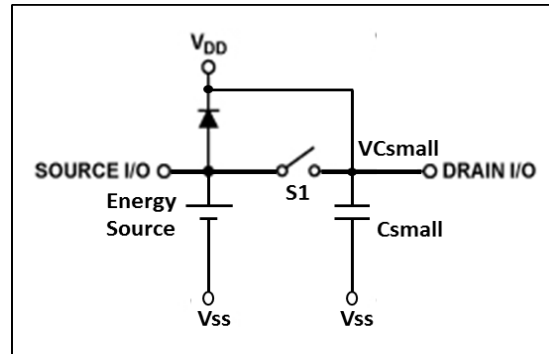 VDD
VCsmall
SOURCE I/O
DRAIN I/O
S1
Energy
Source
Csmall
Vss
Vss